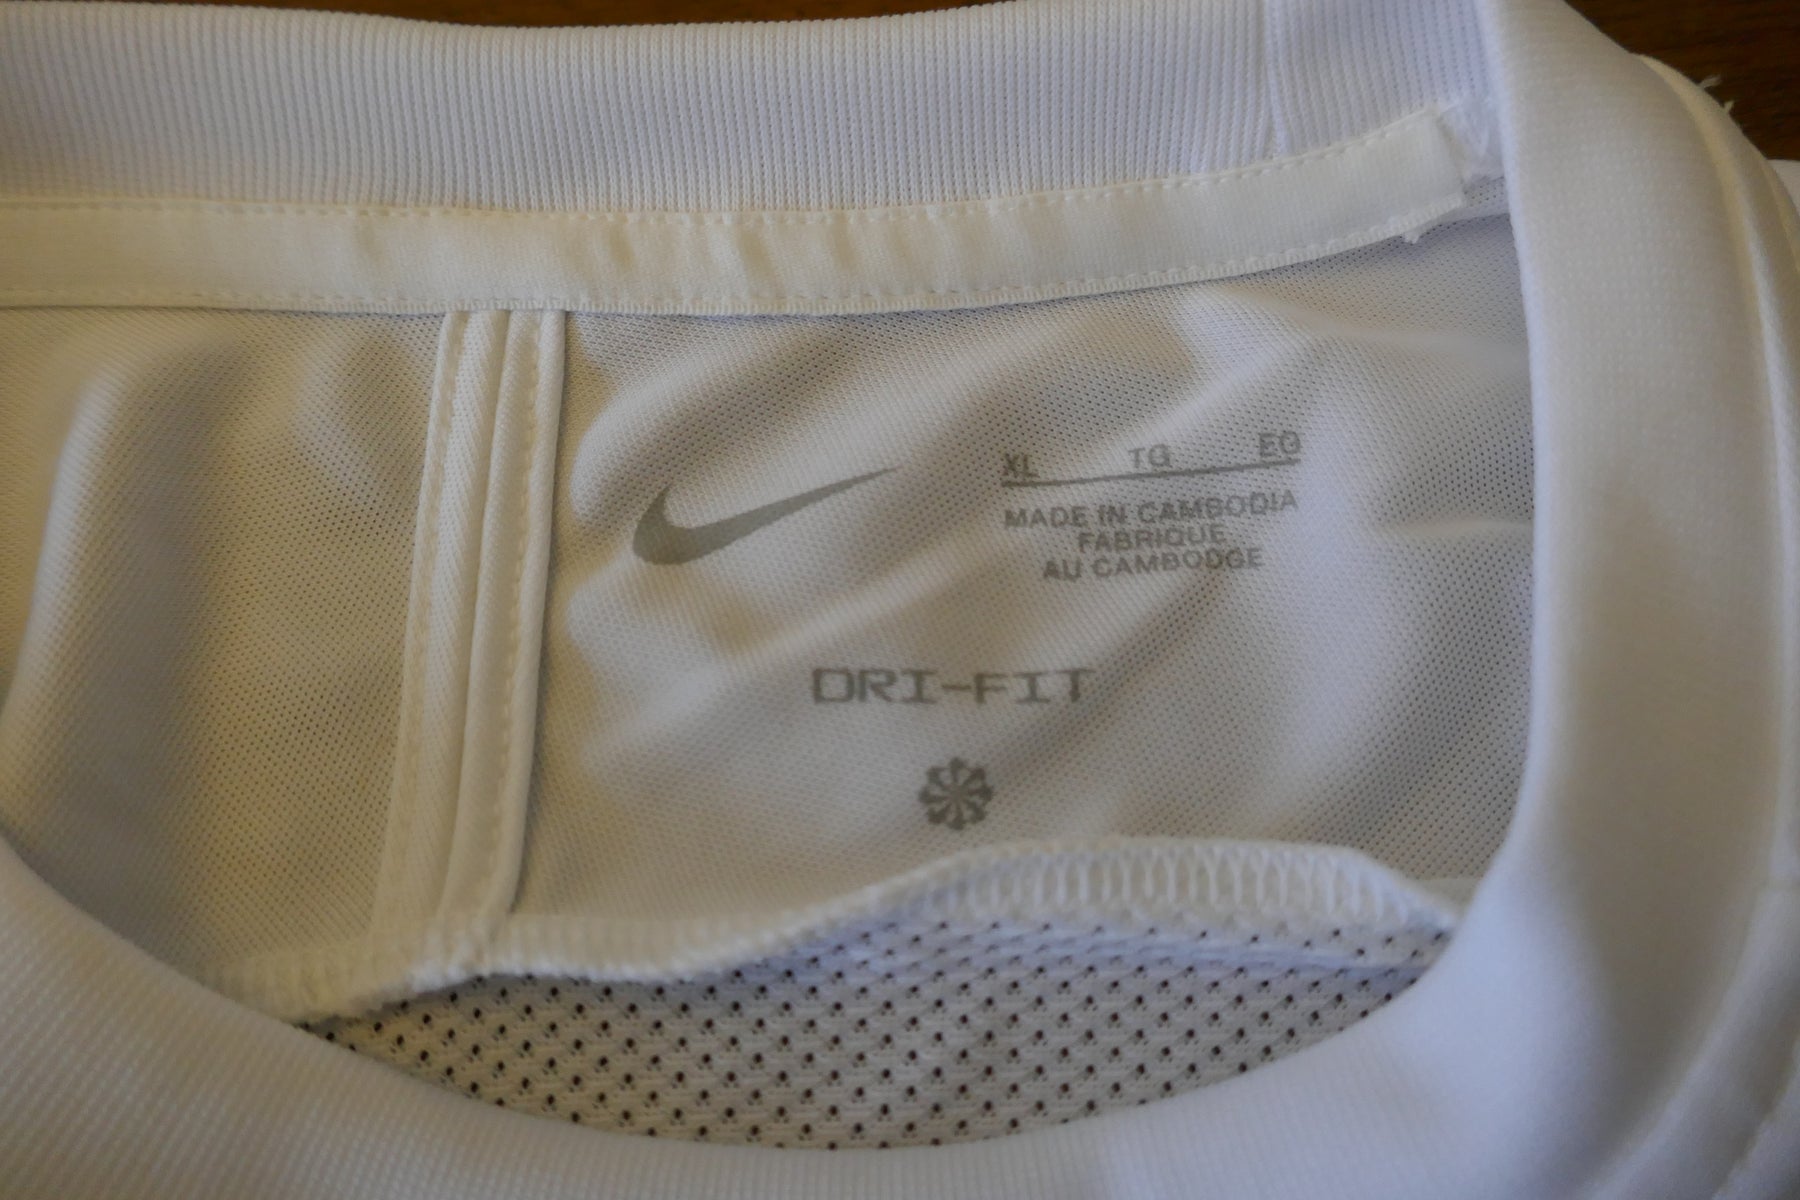 XL TG EG
MADE IN CAMBODIA
FABRIQUE
AU CAMBODGE
DRI-FIT